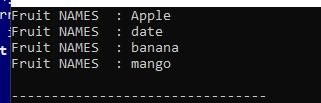 Fruit NAMES  : Apple
Fruit NAMES  : date
Fruit NAMES  : banana
Fruit NAMES  : mango
--------------------------------